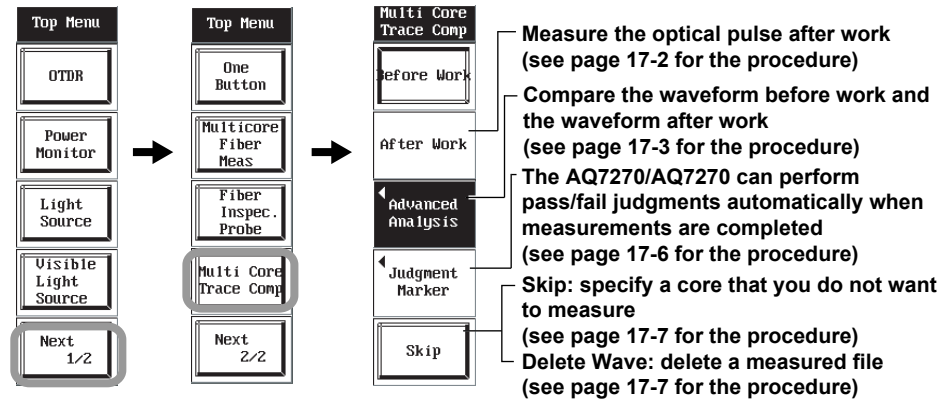 Top Menu
OTDR
Power
Monitor
Light
Source
Visible
Light
Source
Next
1/2
Top Menu
One
Button
Multicore
Fiber
Meas
Fiber
Inspec.
Probe
Multi Core
Trace Comp
Next
2/2
Multi Core
Trace Comp
Before Work
After Work
Advanced
Analysis
Judgment
Marker
Skip
Measure the optical pulse after work
(see page 17-2 for the procedure)
Compare the waveform before work and
the waveform after work
(see page 17-3 for the procedure)
The AQ7270/AQ7270 can perform
pass/fail judgments automatically when
measurements are completed
(see page 17-6 for the procedure)
Skip: specify a core that you do not want
to measure
(see page 17-7 for the procedure)
Delete Wave: delete a measured file
(see page 17-7 for the procedure)